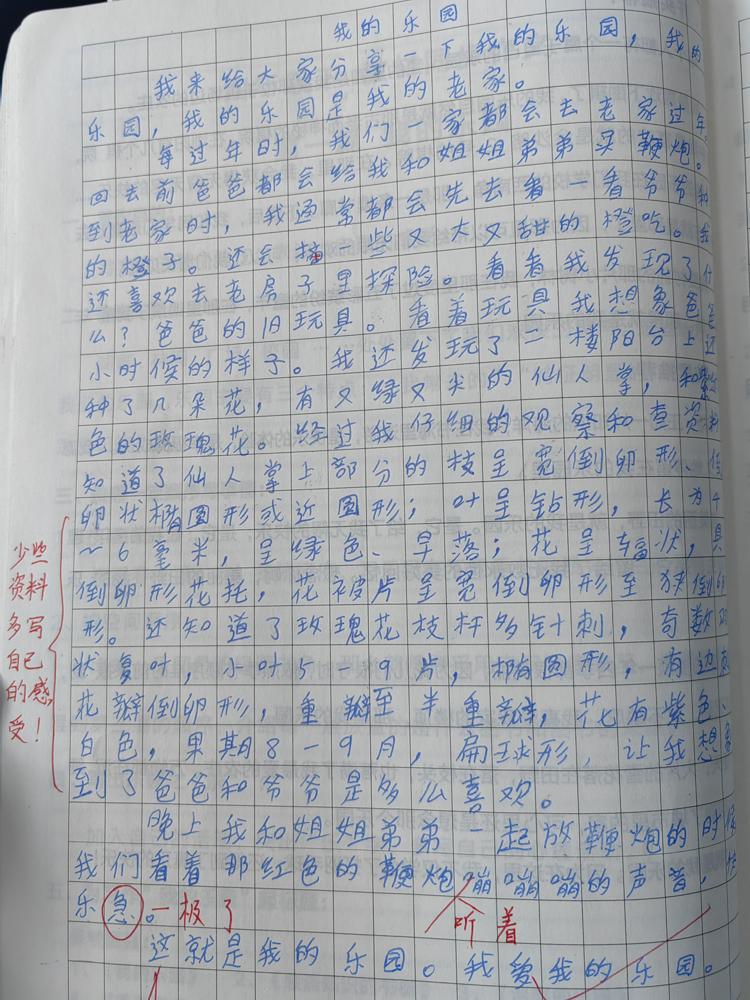 我的乐园
我来给大家分享一下我的乐园，我的
乐园，我的乐园是我的老家。
每过年时，我们一家都会去老家过年，
回去前爸爸都会给我和姐姐弟弟买鞭炮。
到老家时，我通常都会先去看一看爷爷和
的橙子。还会摘一些又大又甜的橙吃。我
还喜欢去老房子里探险。看看我发现了什
么？爸爸的旧玩具。看着玩具我想象爸爸
小时候的样子。我还发玩了二楼阳台上还
种了几朵花，有又绿又尖的仙人掌，和紫
色的玫瑰花。经过我仔细的观察和查资料
知道了仙人掌上部分的枝呈宽倒卵形、倒
卵状椭圆形或近圆形；叶呈钻形，长为4
～6毫米，呈绿色、早落；花呈辐状，具
倒卵形花托，花被片呈宽倒卵形至狭倒卵
形。还知道了玫瑰花枝杆多针刺，奇数羽
状复叶，小叶5—9片，椭圆形，有边刺
花瓣倒卵形，重瓣至半重瓣，花有紫色、
白色，果期8—9月，扁球形，让我想象
到了爸爸和爷爷是多么喜欢。
晚上我和姐姐弟弟一起放鞭炮的时候
我们看着那红色的鞭炮崩崩崩的声音，快
乐急。一极了
听着
这就是我的乐园。我爱我的乐园。
少些
资料
多写
自己
的感
受！